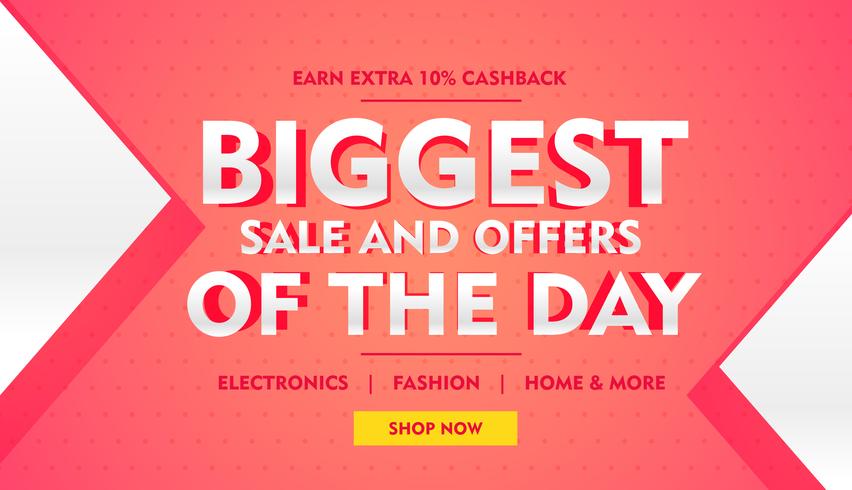 EARN EXTRA 10% CASHBACK
BIGGEST
SALE AND OFFERS
OF THE DAY
ELECTRONICS | FASHION | HOME & MORE
SHOP NOW